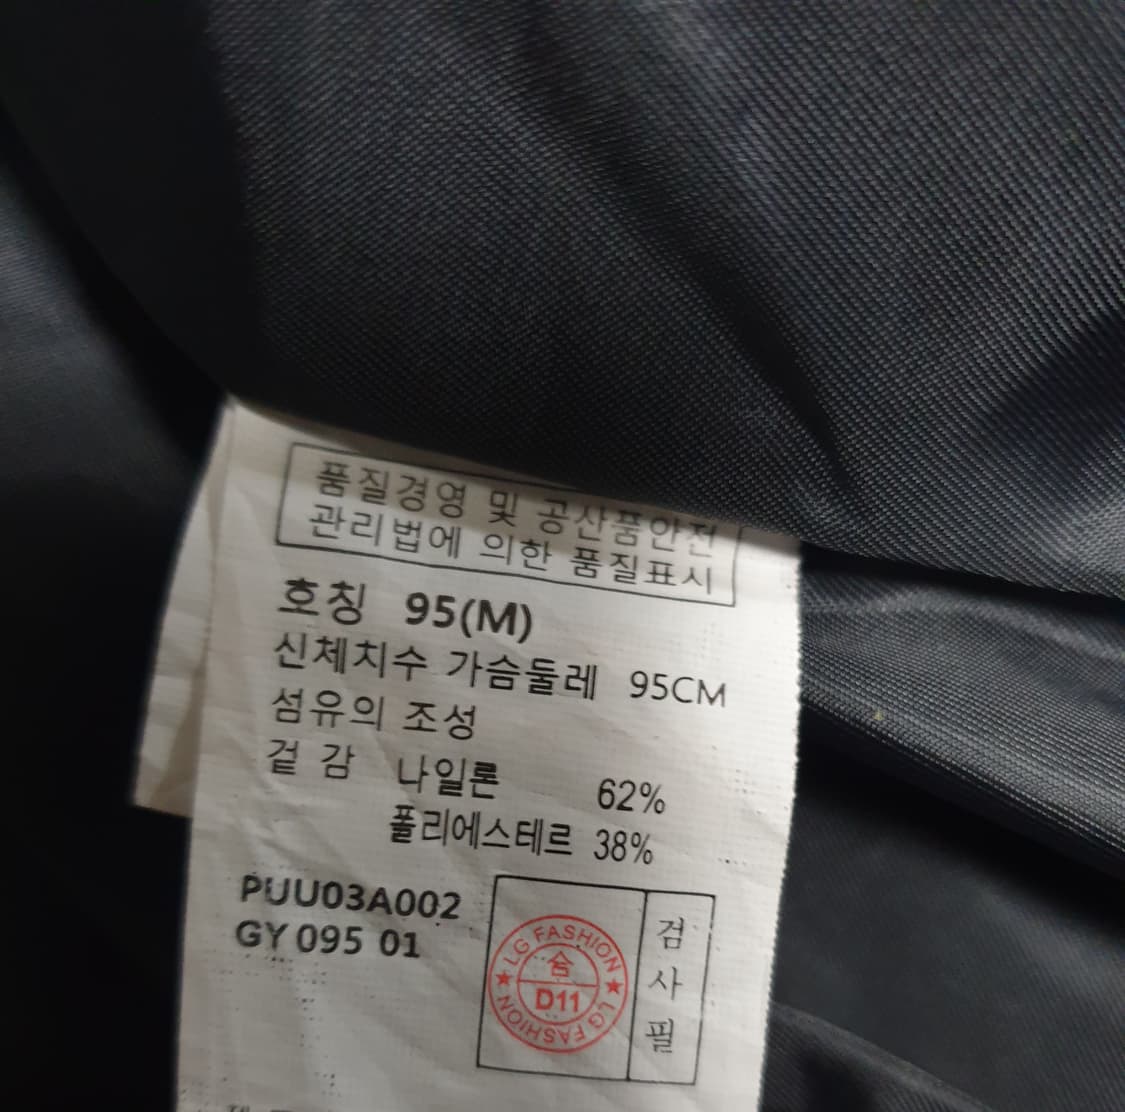 품질경영 및 공산품안전
관리법에 의한 품질표시
호칭 95(M)
신체치수 가슴둘레 95CM
섬유의 조성
겉 감 나일론 62%
폴리에스테르 38%
PUU03A002
GY 095 01
LG FASHION
合
D11
LG FASHION
검
사
필